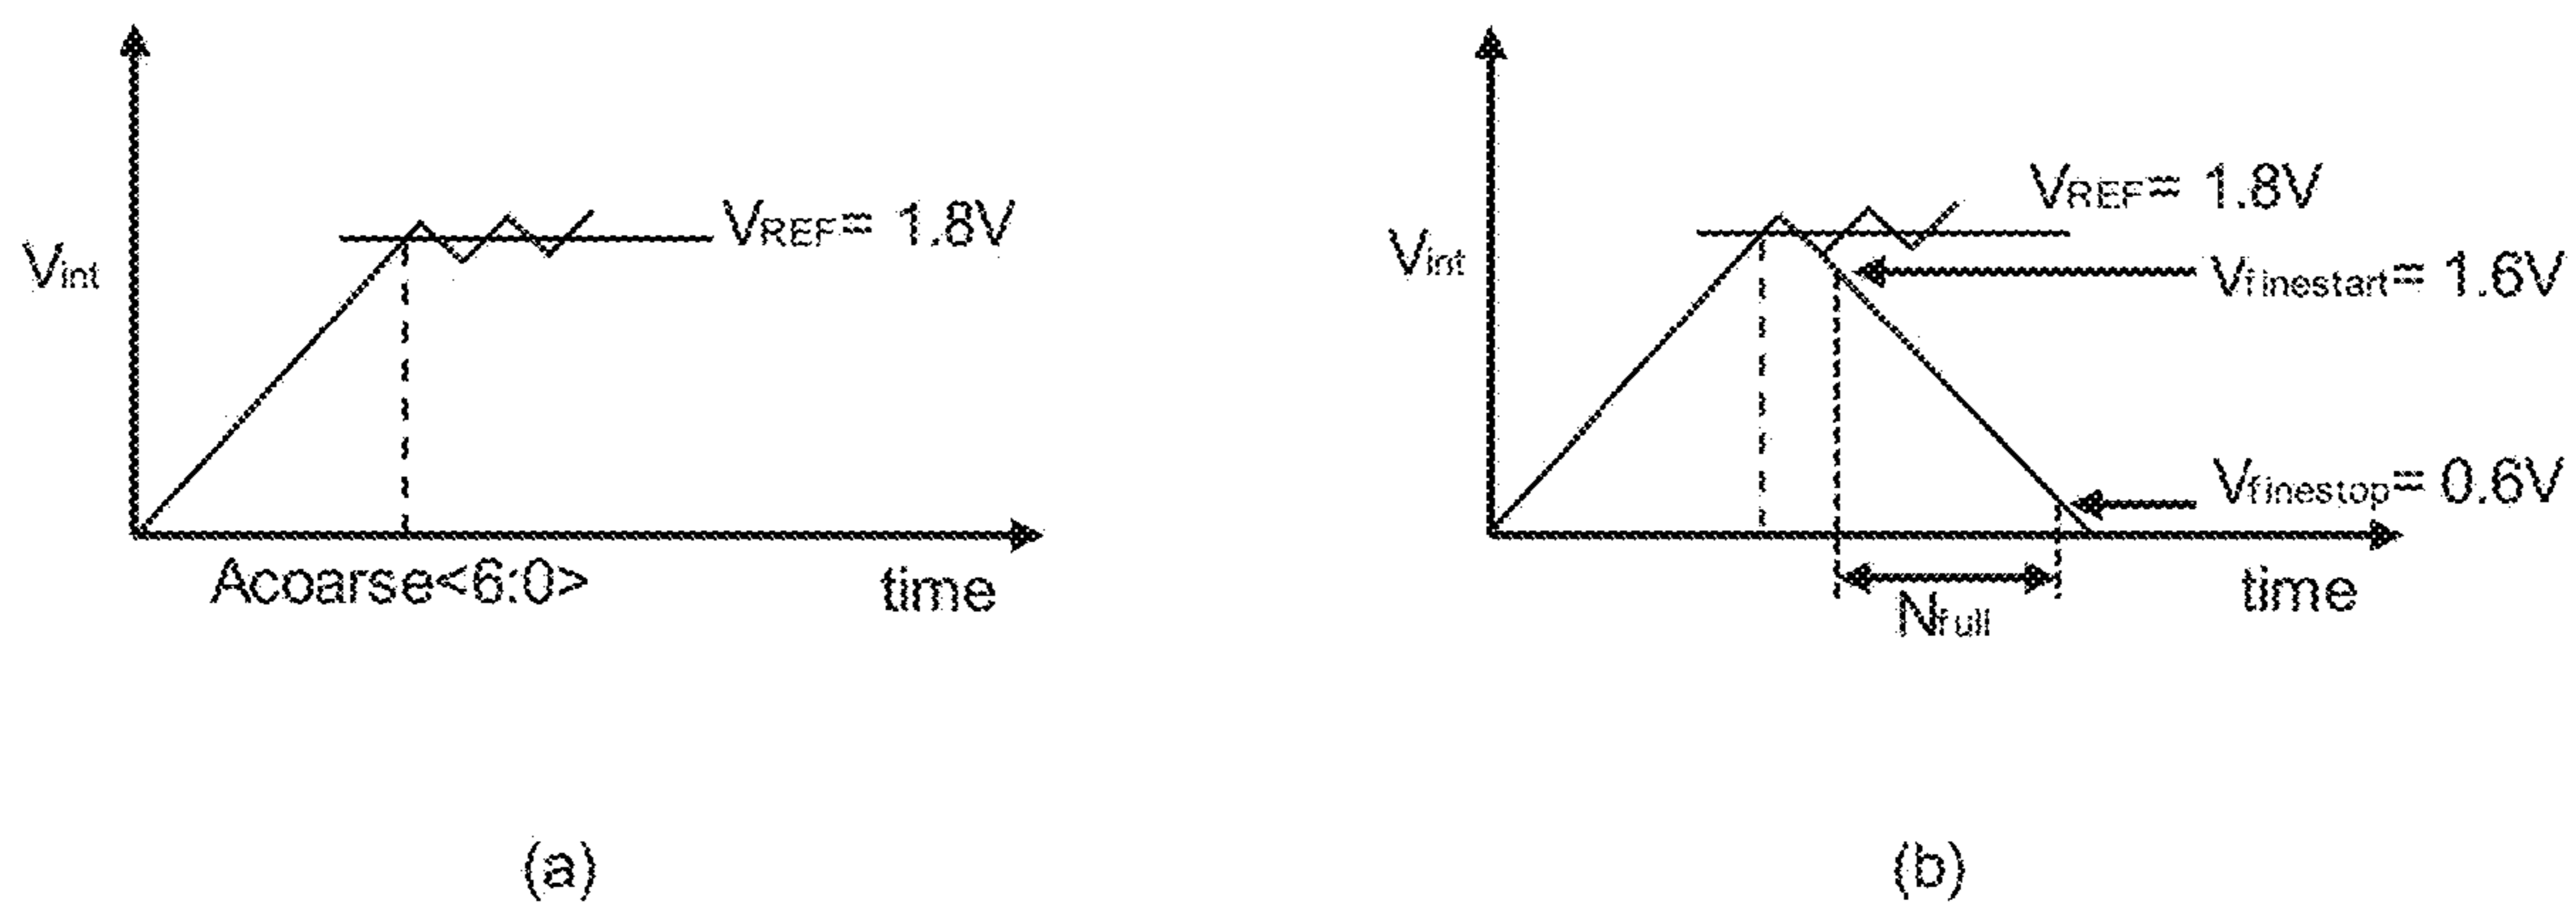 Vint
VREF= 1.8V
Acoarse<6:0>
time
(a)
Vint
VREF= 1.8V
Vfinestart= 1.6V
Vfinestop= 0.6V
Nfull
time
(b)